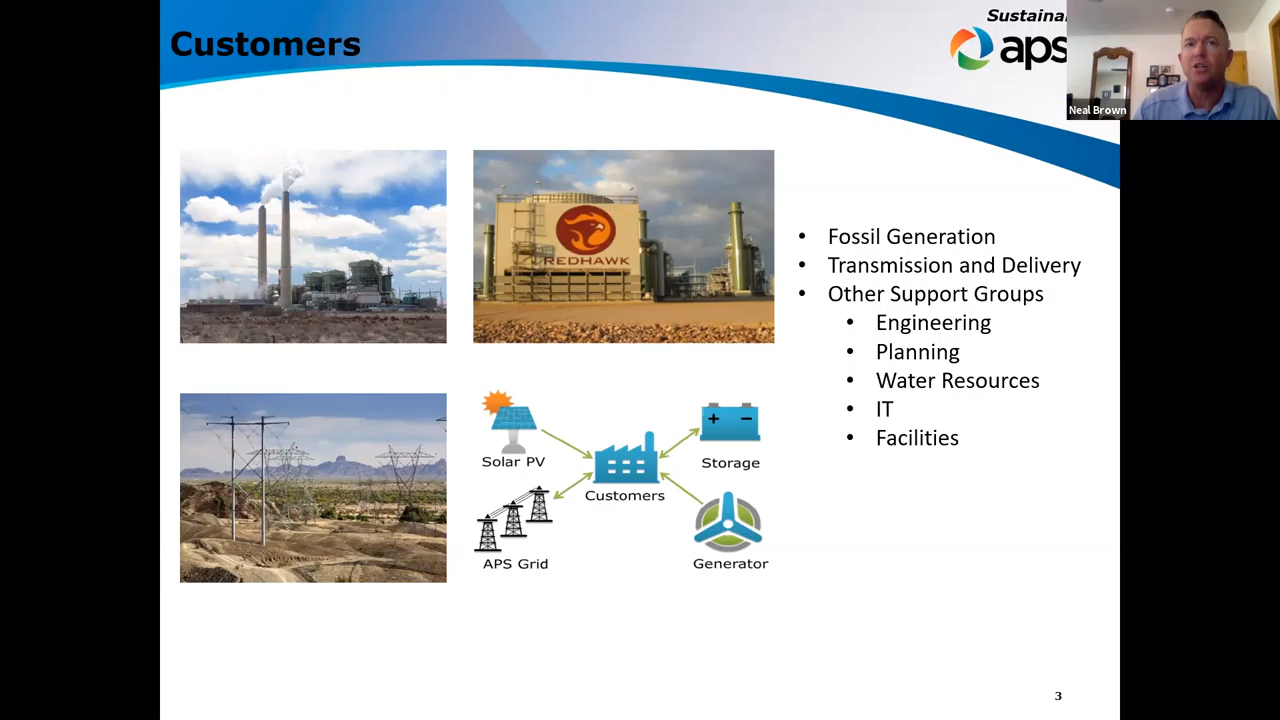 Customers
Sustaina
aps
Neal Brown
REDHAWK
• Fossil Generation
• Transmission and Delivery
• Other Support Groups
• Engineering
• Planning
• Water Resources
• IT
• Facilities
Solar PV
Storage
Customers
APS Grid
Generator
3